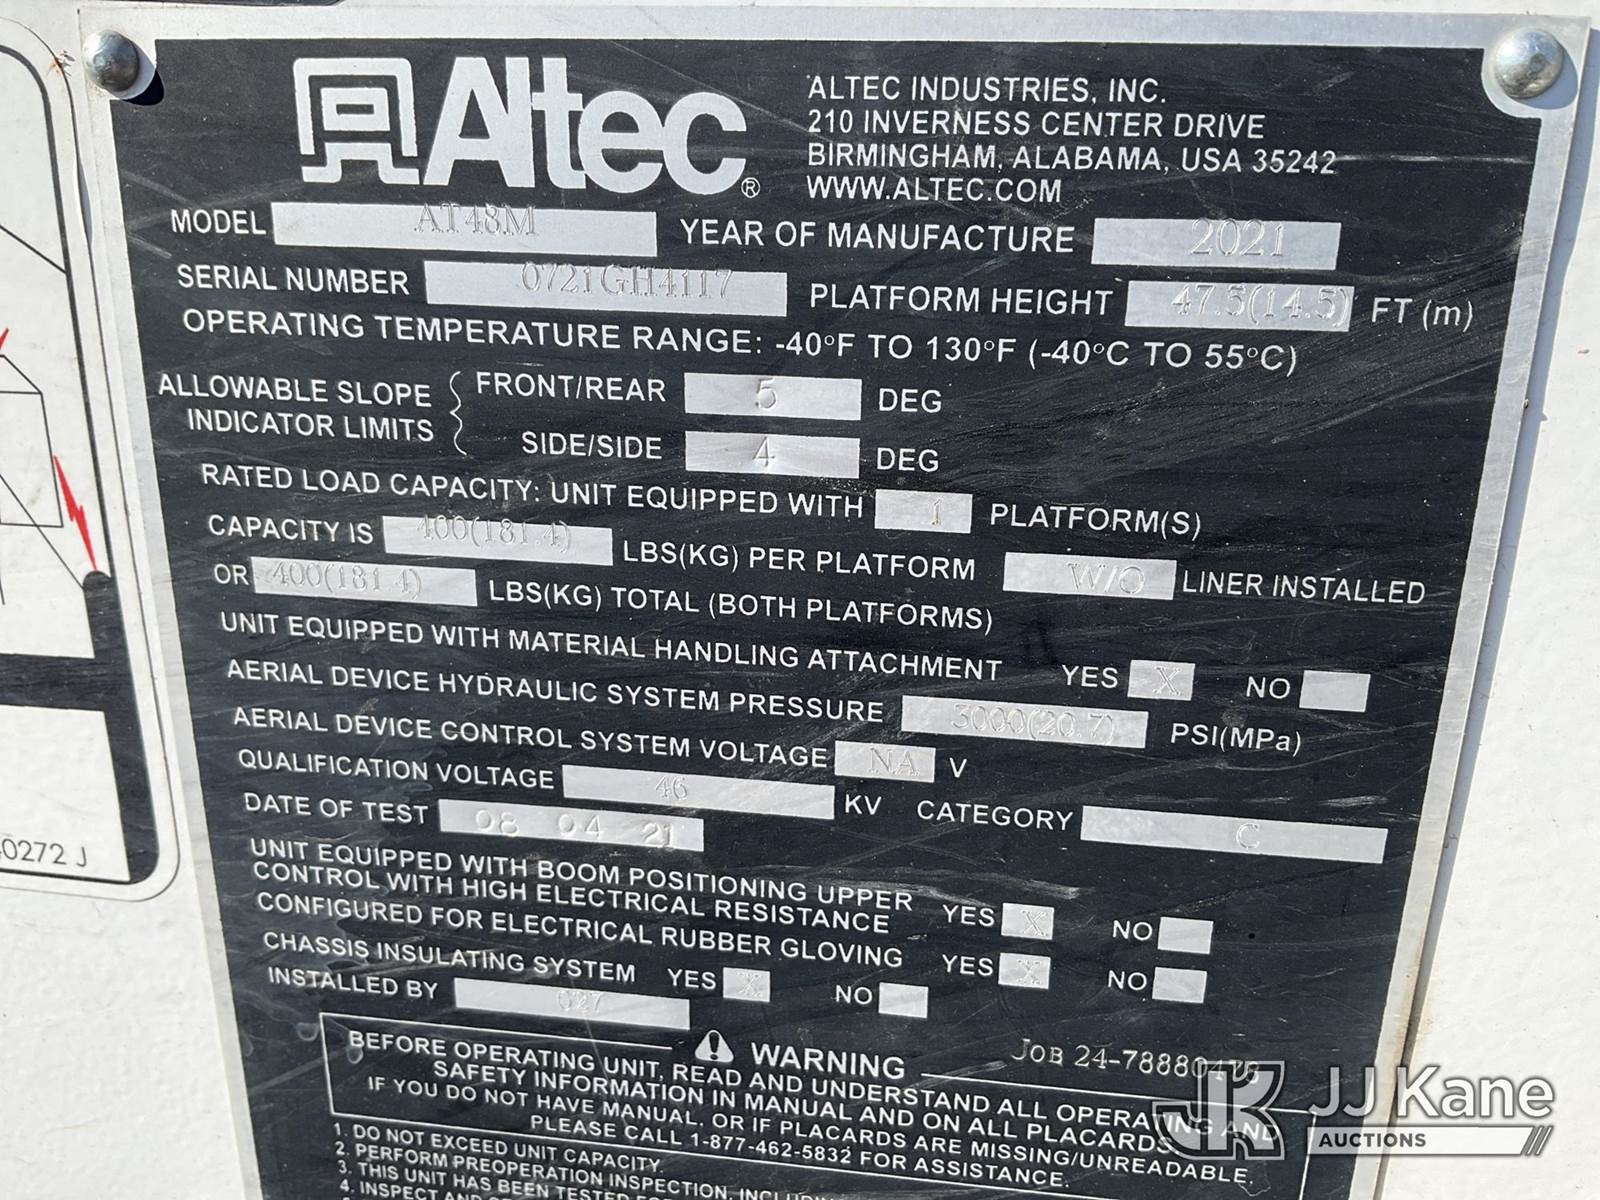 Altec®
ALTEC INDUSTRIES, INC.
210 INVERNESS CENTER DRIVE
BIRMINGHAM, ALABAMA, USA 35242
WWW.ALTEC.COM
MODEL AT48M YEAR OF MANUFACTURE 2021
SERIAL NUMBER 0721GH4117 PLATFORM HEIGHT 47.5(14.5) FT (m)
OPERATING TEMPERATURE RANGE: -40°F TO 130°F (-40°C TO 55°C)
ALLOWABLE SLOPE INDICATOR LIMITS { FRONT/REAR 5 DEG
SIDE/SIDE 4 DEG
RATED LOAD CAPACITY: UNIT EQUIPPED WITH 1 PLATFORM(S)
CAPACITY IS 400(181.4) LBS(KG) PER PLATFORM W/O LINER INSTALLED
OR 400(181.4) LBS(KG) TOTAL (BOTH PLATFORMS)
UNIT EQUIPPED WITH MATERIAL HANDLING ATTACHMENT YES X NO
AERIAL DEVICE HYDRAULIC SYSTEM PRESSURE 3000(20.7) PSI(MPa)
AERIAL DEVICE CONTROL SYSTEM VOLTAGE NA V
QUALIFICATION VOLTAGE 46 KV CATEGORY C
DATE OF TEST 08 04 21
UNIT EQUIPPED WITH BOOM POSITIONING UPPER
CONTROL WITH HIGH ELECTRICAL RESISTANCE YES X NO
CONFIGURED FOR ELECTRICAL RUBBER GLOVING YES X NO
CHASSIS INSULATING SYSTEM YES X NO
INSTALLED BY 027
WARNING JOB 24-78880478
BEFORE OPERATING UNIT, READ AND UNDERSTAND ALL OPERATING AND
SAFETY INFORMATION IN MANUAL AND ON ALL PLACARDS.
IF YOU DO NOT HAVE MANUAL, OR IF PLACARDS ARE MISSING/UNREADABLE,
PLEASE CALL 1-877-462-5832 FOR ASSISTANCE.
1. DO NOT EXCEED UNIT CAPACITY.
2. PERFORM PREOPERATION INSPECTION, INCLUDI
3. THIS UNIT HAS BEEN TESTED
4. INSPECT AND
0272 J
JJ Kane
AUCTIONS